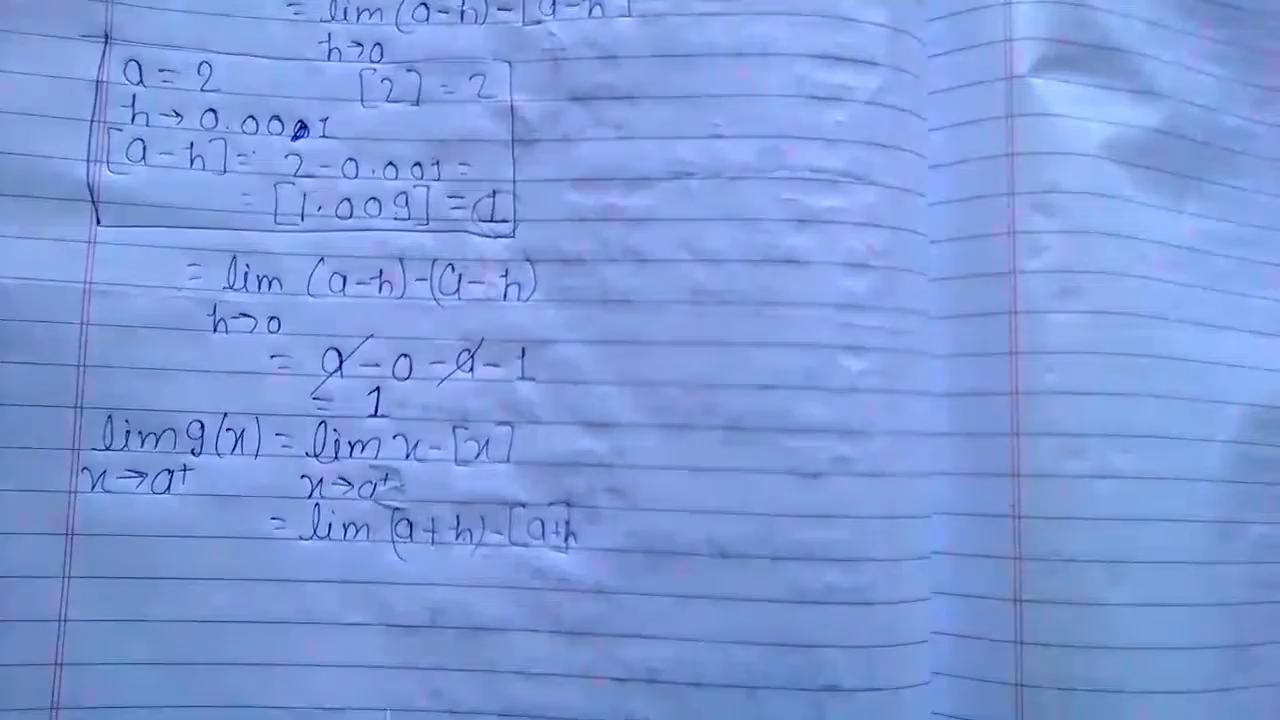 = lim (a-h) - [a-h]
h→0
a = 2 [2] = 2
h → 0.001
[a-h] = 2 - 0.001 =
= [1.009] = 1
= lim (a-h) - (a-h)
h→0
= a - 0 - a - 1
= 1
lim g(x) = lim x - [x]
x→a⁺ x→a⁺
= lim (a+h) - [a+h